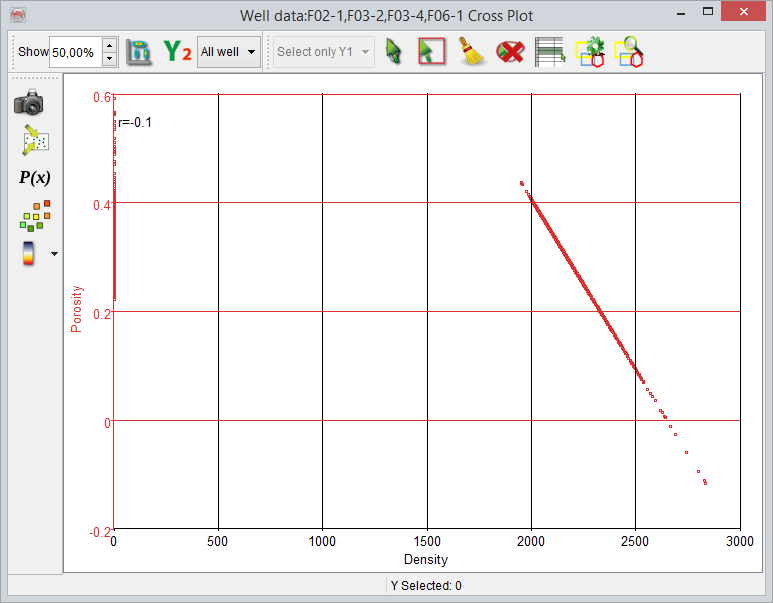 Well data:F02-1,F03-2,F03-4,F06-1 Cross Plot
Show 50,00% Y2 All well Select only Y1
P(x)
r=-0.1
0.6
0.4
0.2
0
-0.2
Porosity
0 500 1000 1500 2000 2500 3000
Density
Y Selected: 0